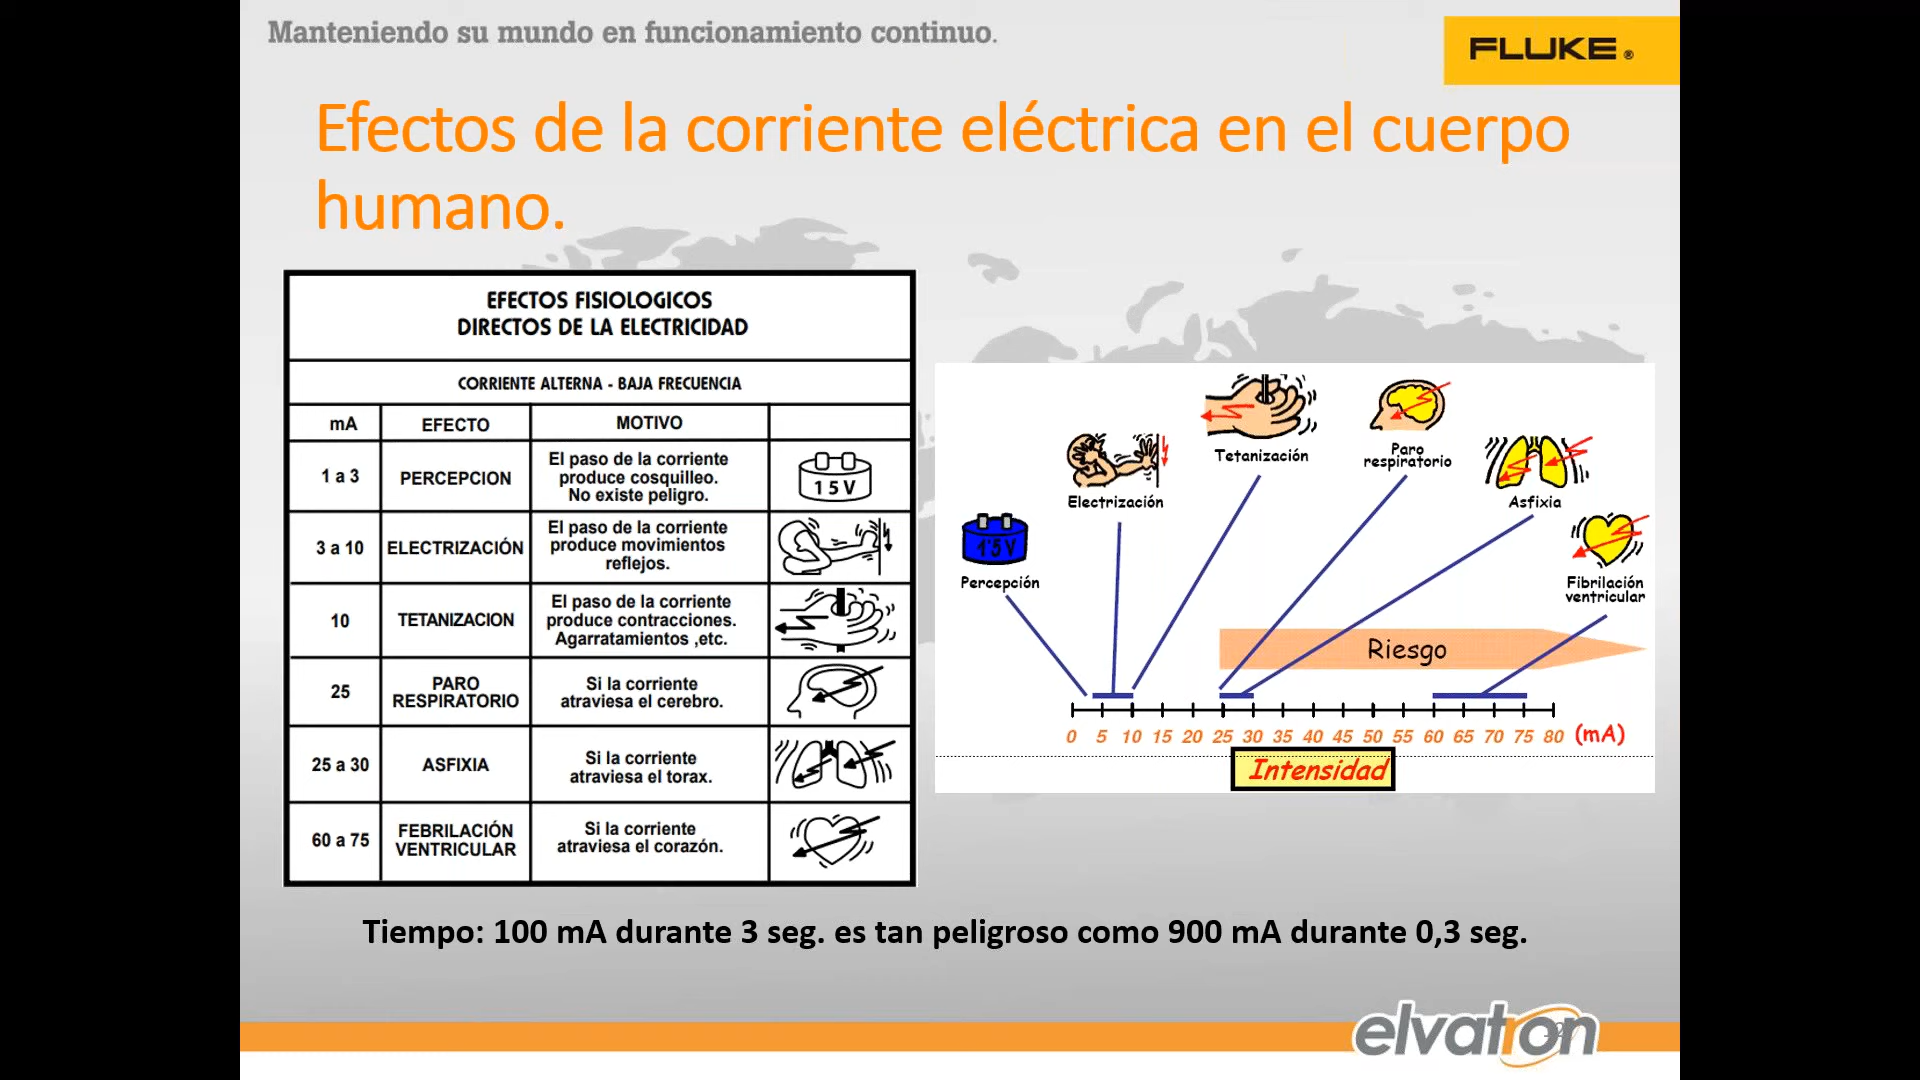 Manteniendo su mundo en funcionamiento continuo.
FLUKE ®
Efectos de la corriente eléctrica en el cuerpo
humano.
EFECTOS FISIOLOGICOS
DIRECTOS DE LA ELECTRICIDAD
CORRIENTE ALTERNA - BAJA FRECUENCIA
mA EFECTO MOTIVO
1 a 3 PERCEPCION El paso de la corriente
produce cosquilleo.
No existe peligro.
1 5 V
3 a 10 ELECTRIZACIÓN El paso de la corriente
produce movimientos
reflejos.
10 TETANIZACION El paso de la corriente
produce contracciones.
Agarratamientos ,etc.
25 PARO
RESPIRATORIO
Si la corriente
atraviesa el cerebro.
25 a 30 ASFIXIA Si la corriente
atraviesa el torax.
60 a 75 FEBRILACIÓN
VENTRICULAR
Si la corriente
atraviesa el corazón.
1'5 V
Percepción
Electrización
Tetanización
Paro
respiratorio
Asfixia
Fibrilación
ventricular
Riesgo
0 5 10 15 20 25 30 35 40 45 50 55 60 65 70 75 80 (mA)
Intensidad
Tiempo: 100 mA durante 3 seg. es tan peligroso como 900 mA durante 0,3 seg.
elvatron